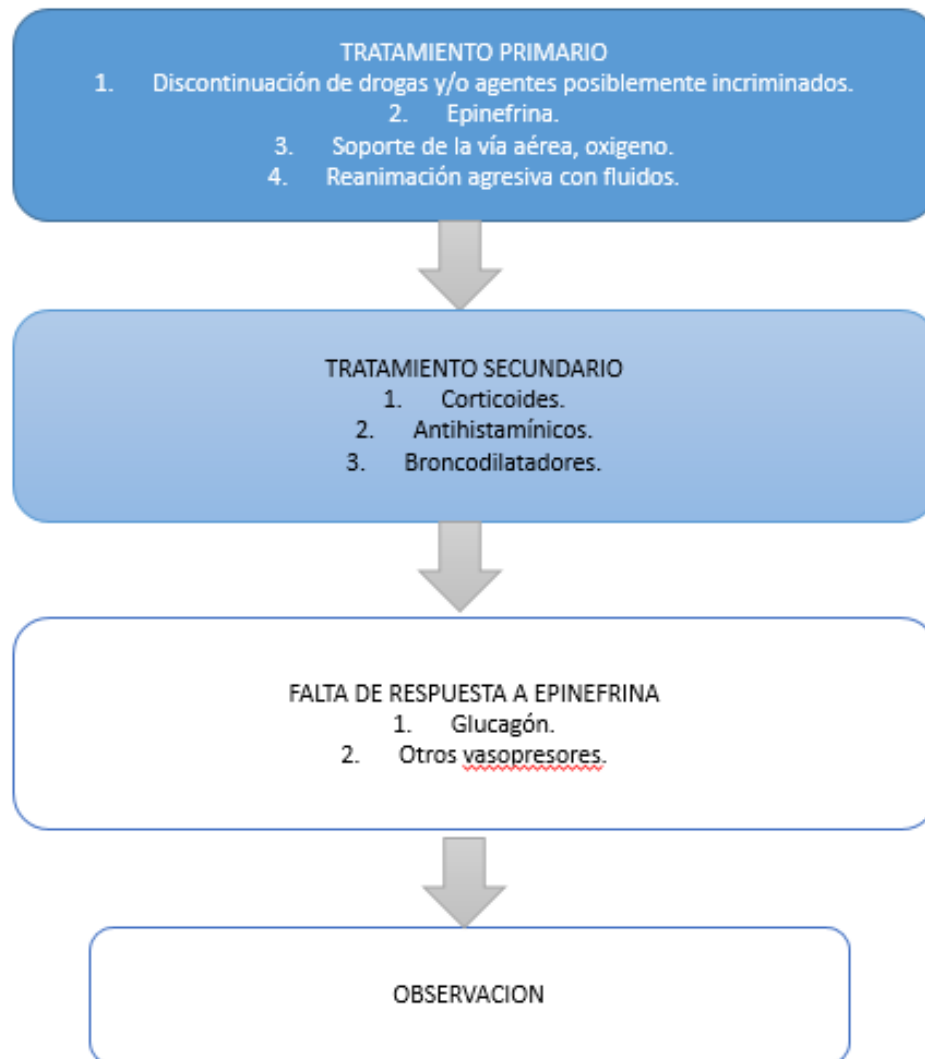 TRATAMIENTO PRIMARIO
1. Discontinuación de drogas y/o agentes posiblemente incriminados.
2. Epinefrina.
3. Soporte de la vía aérea, oxigeno.
4. Reanimación agresiva con fluidos.
TRATAMIENTO SECUNDARIO
1. Corticoides.
2. Antihistamínicos.
3. Broncodilatadores.
FALTA DE RESPUESTA A EPINEFRINA
1. Glucagón.
2. Otros vasopresores.
OBSERVACION